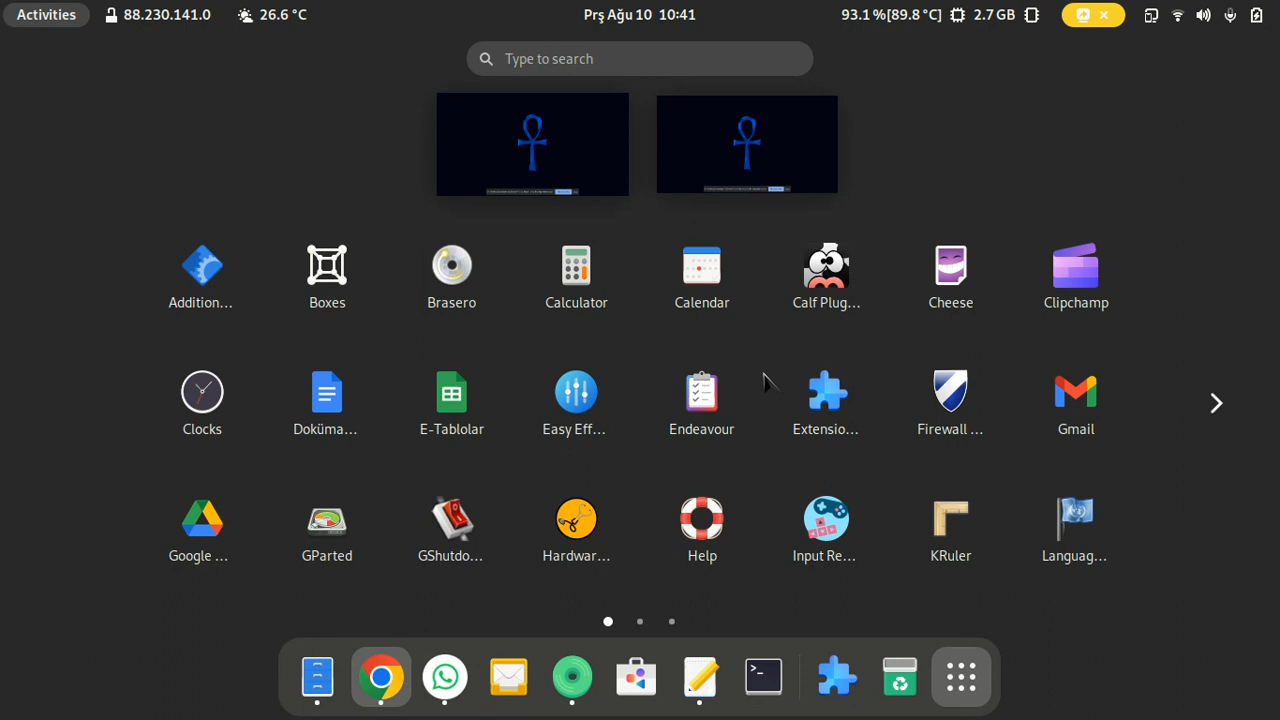 Activities 88.230.141.0 26.6 °C Prş Ağu 10 10:41 93.1 %[89.8 °C] 2.7 GB
Type to search
Addition... Boxes Brasero Calculator Calendar Calf Plug... Cheese Clipchamp
Clocks Doküma... E-Tablolar Easy Eff... Endeavour Extensio... Firewall ... Gmail
Google ... GParted GShutdo... Hardwar... Help Input Re... KRuler Languag...